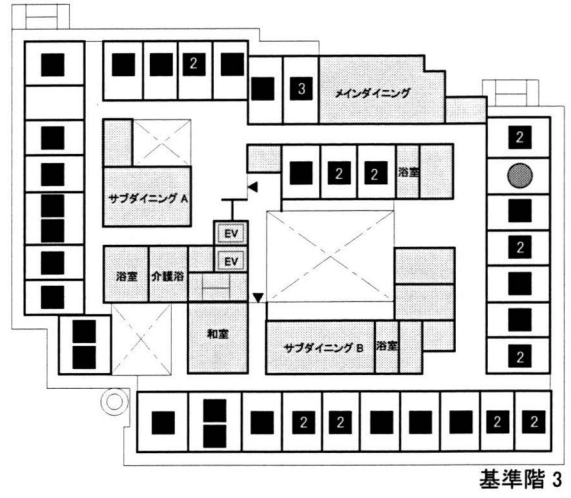 2
3
メインダイニング
2
2 2 浴室
サブダイニング A
EV
2
EV
浴室 介護浴
和室
サブダイニング B 浴室
2
2 2 2 2
基準階 3